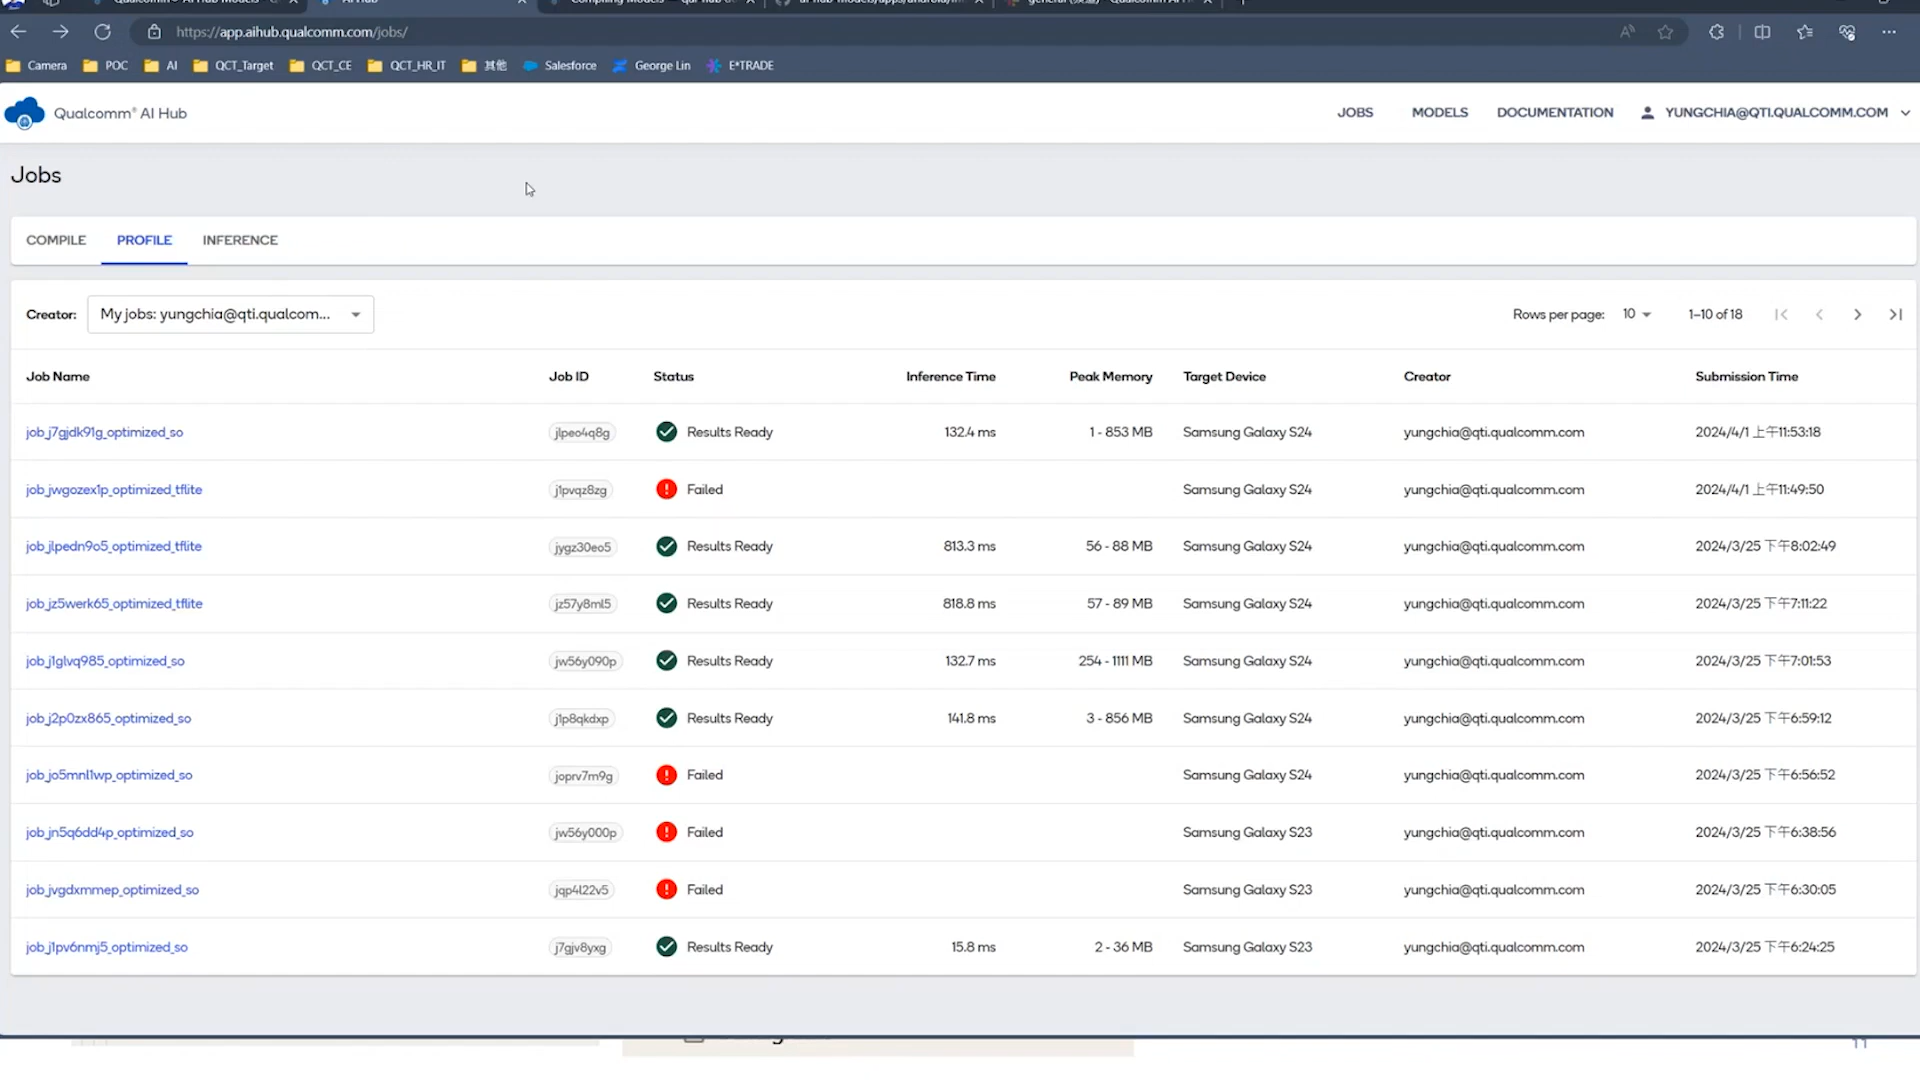 https://app.aihub.qualcomm.com/jobs/
Camera POC AI QCT_Target QCT_CE QCT_HR_IT 其他 Salesforce George Lin E*TRADE
Qualcomm® AI Hub
JOBS MODELS DOCUMENTATION YUNGCHIA@QTI.QUALCOMM.COM
Jobs
COMPILE PROFILE INFERENCE
Creator: My jobs: yungchia@qti.qualcom... Rows per page: 10 1–10 of 18
Job Name Job ID Status Inference Time Peak Memory Target Device Creator Submission Time
job_j7gjdk91g_optimized_so jlpeo4q8g Results Ready 132.4 ms 1 - 853 MB Samsung Galaxy S24 yungchia@qti.qualcomm.com 2024/4/1 上午11:53:18
job_jwgozex1p_optimized_tflite j1pvqz8zg Failed Samsung Galaxy S24 yungchia@qti.qualcomm.com 2024/4/1 上午11:49:50
job_jlpedn9o5_optimized_tflite jygz30eo5 Results Ready 813.3 ms 56 - 88 MB Samsung Galaxy S24 yungchia@qti.qualcomm.com 2024/3/25 下午8:02:49
job_jz5werk65_optimized_tflite jz57y8ml5 Results Ready 818.8 ms 57 - 89 MB Samsung Galaxy S24 yungchia@qti.qualcomm.com 2024/3/25 下午7:11:22
job_j1glvq985_optimized_so jw56y090p Results Ready 132.7 ms 254 - 1111 MB Samsung Galaxy S24 yungchia@qti.qualcomm.com 2024/3/25 下午7:01:53
job_j2p0zx865_optimized_so j1p8qkdxp Results Ready 141.8 ms 3 - 856 MB Samsung Galaxy S24 yungchia@qti.qualcomm.com 2024/3/25 下午6:59:12
job_jo5mnl1wp_optimized_so joprv7m9g Failed Samsung Galaxy S24 yungchia@qti.qualcomm.com 2024/3/25 下午6:56:52
job_jn5q6dd4p_optimized_so jw56y000p Failed Samsung Galaxy S23 yungchia@qti.qualcomm.com 2024/3/25 下午6:38:56
job_jvgdxmmep_optimized_so jqp4l22v5 Failed Samsung Galaxy S23 yungchia@qti.qualcomm.com 2024/3/25 下午6:30:05
job_j1pv6nmj5_optimized_so j7gjv8yxg Results Ready 15.8 ms 2 - 36 MB Samsung Galaxy S23 yungchia@qti.qualcomm.com 2024/3/25 下午6:24:25
11